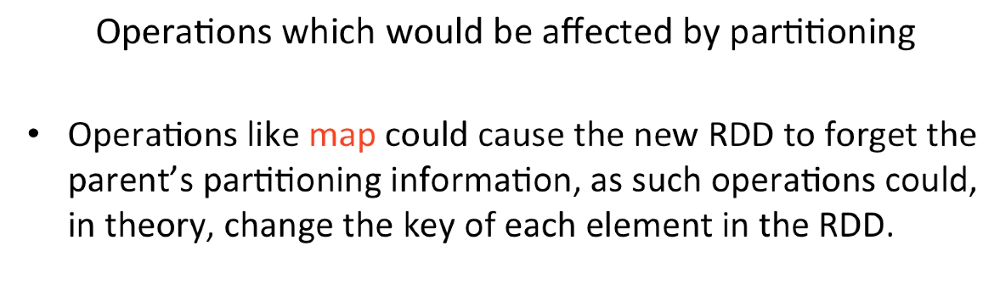 Operations which would be affected by partitioning
• Operations like map could cause the new RDD to forget the
parent’s partitioning information, as such operations could,
in theory, change the key of each element in the RDD.